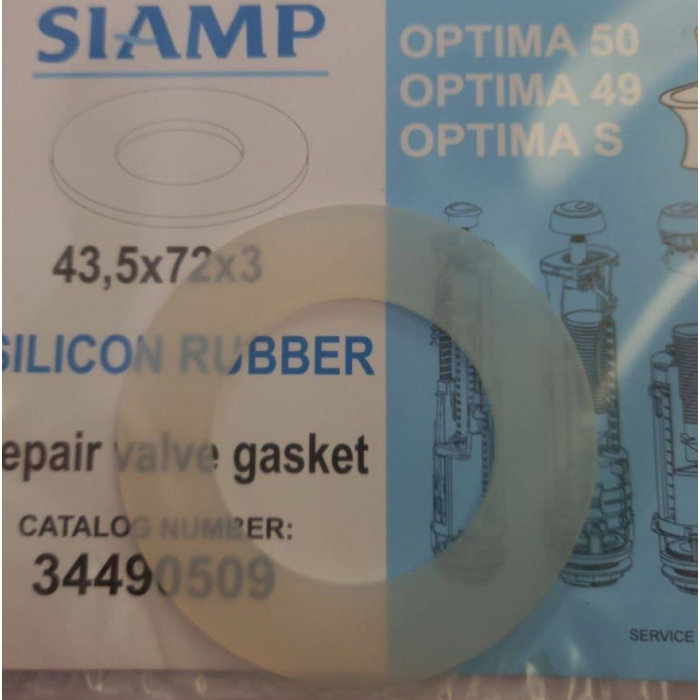 SIAMP
OPTIMA 50
OPTIMA 49
OPTIMA S
43,5x72x3
SILICON RUBBER
epair valve gasket
CATALOG NUMBER:
34490509
SERVICE